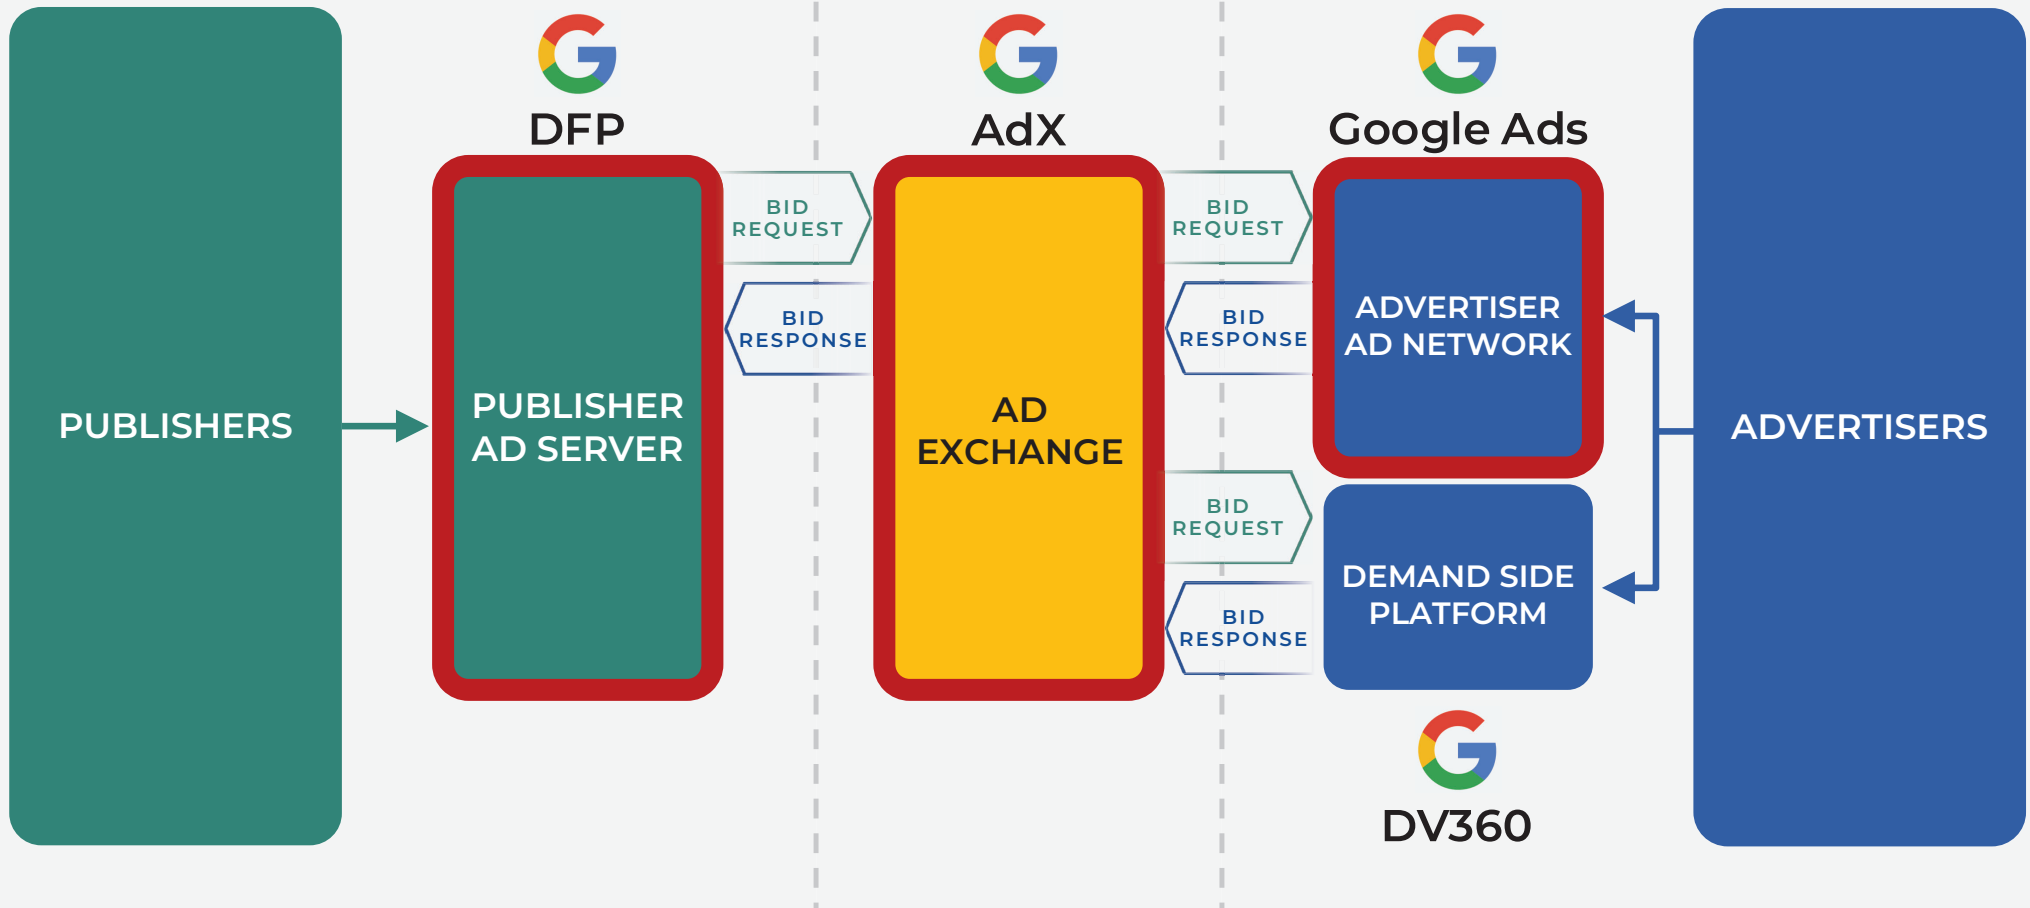 DFP
AdX
Google Ads
BID
REQUEST
BID
REQUEST
BID
RESPONSE
BID
RESPONSE
ADVERTISER
AD NETWORK
PUBLISHERS
PUBLISHER
AD SERVER
AD
EXCHANGE
ADVERTISERS
BID
REQUEST
DEMAND SIDE
PLATFORM
BID
RESPONSE
DV360